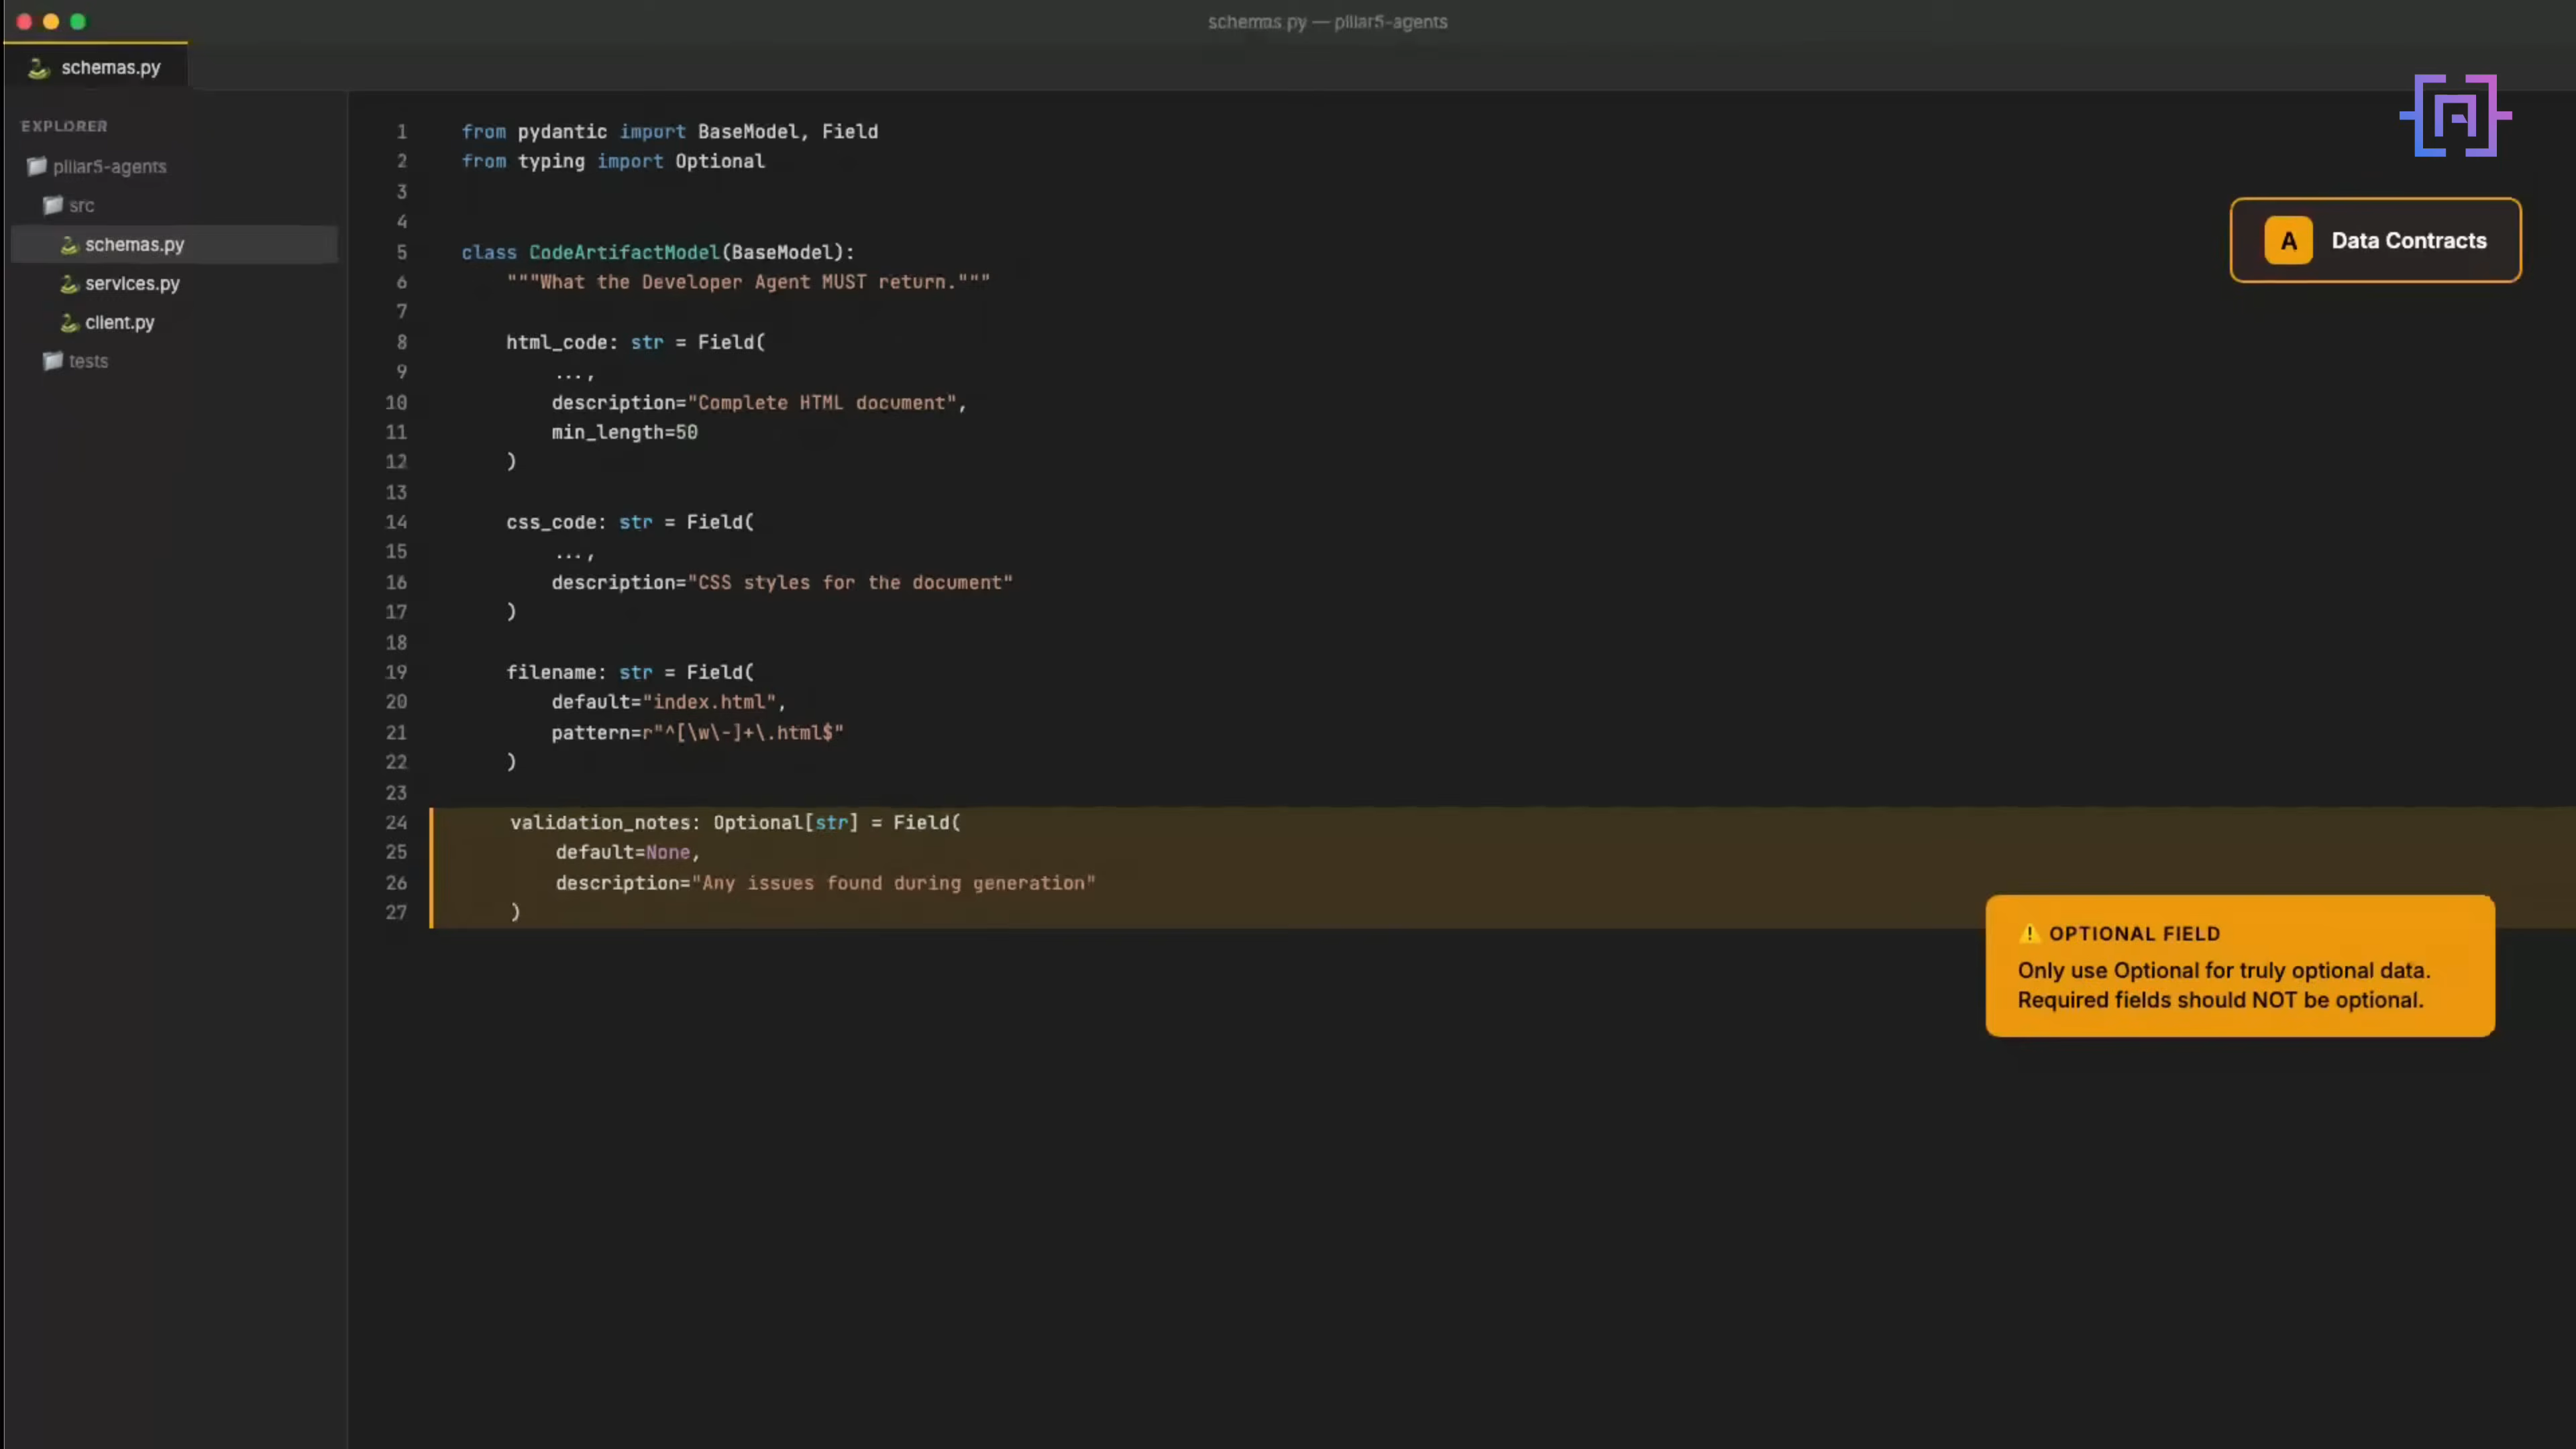 schemas.py — pillar5-agents
schemas.py
EXPLORER
pillar5-agents
src
schemas.py
services.py
client.py
tests
1 from pydantic import BaseModel, Field
2 from typing import Optional
3
4
5 class CodeArtifactModel(BaseModel):
6 """What the Developer Agent MUST return."""
7
8 html_code: str = Field(
9 ...,
10 description="Complete HTML document",
11 min_length=50
12 )
13
14 css_code: str = Field(
15 ...,
16 description="CSS styles for the document"
17 )
18
19 filename: str = Field(
20 default="index.html",
21 pattern=r"^[\w\-]+\.html$"
22 )
23
24 validation_notes: Optional[str] = Field(
25 default=None,
26 description="Any issues found during generation"
27 )
A Data Contracts
⚠️ OPTIONAL FIELD
Only use Optional for truly optional data.
Required fields should NOT be optional.